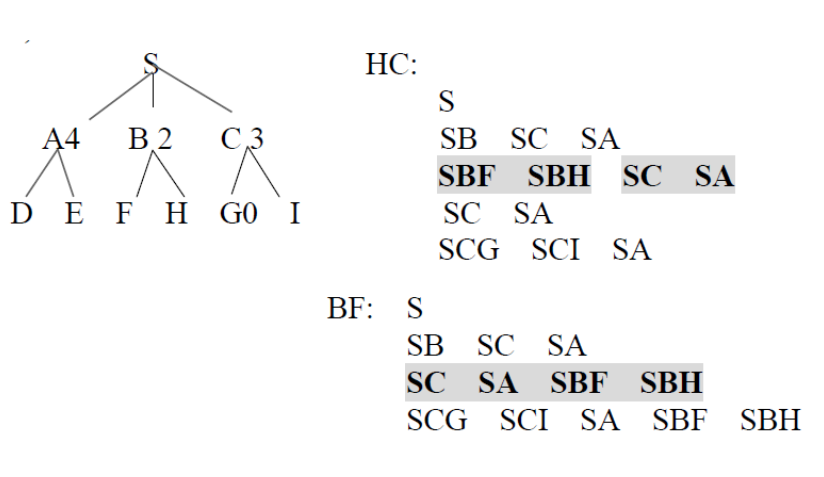 S
A4 B 2 C 3
D E F H G0 I
HC:
S
SB SC SA
SBF SBH SC SA
SC SA
SCG SCI SA
BF: S
SB SC SA
SC SA SBF SBH
SCG SCI SA SBF SBH